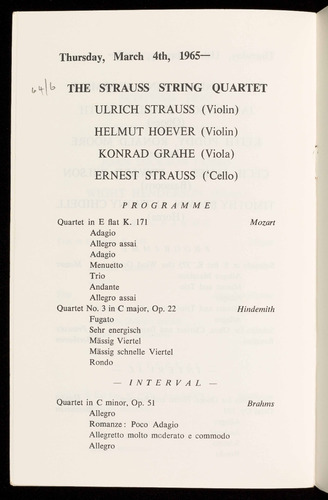 Thursday, March 4th, 1965—
64/6
THE STRAUSS STRING QUARTET
ULRICH STRAUSS (Violin)
HELMUT HOEVER (Violin)
KONRAD GRAHE (Viola)
ERNEST STRAUSS ('Cello)
PROGRAMME
Quartet in E flat K. 171 Mozart
Adagio
Allegro assai
Adagio
Menuetto
Trio
Andante
Allegro assai
Quartet No. 3 in C major, Op. 22 Hindemith
Fugato
Sehr energisch
Mässig Viertel
Mässig schnelle Viertel
Rondo
— INTERVAL —
Quartet in C minor, Op. 51 Brahms
Allegro
Romanze: Poco Adagio
Allegretto molto moderato e commodo
Allegro